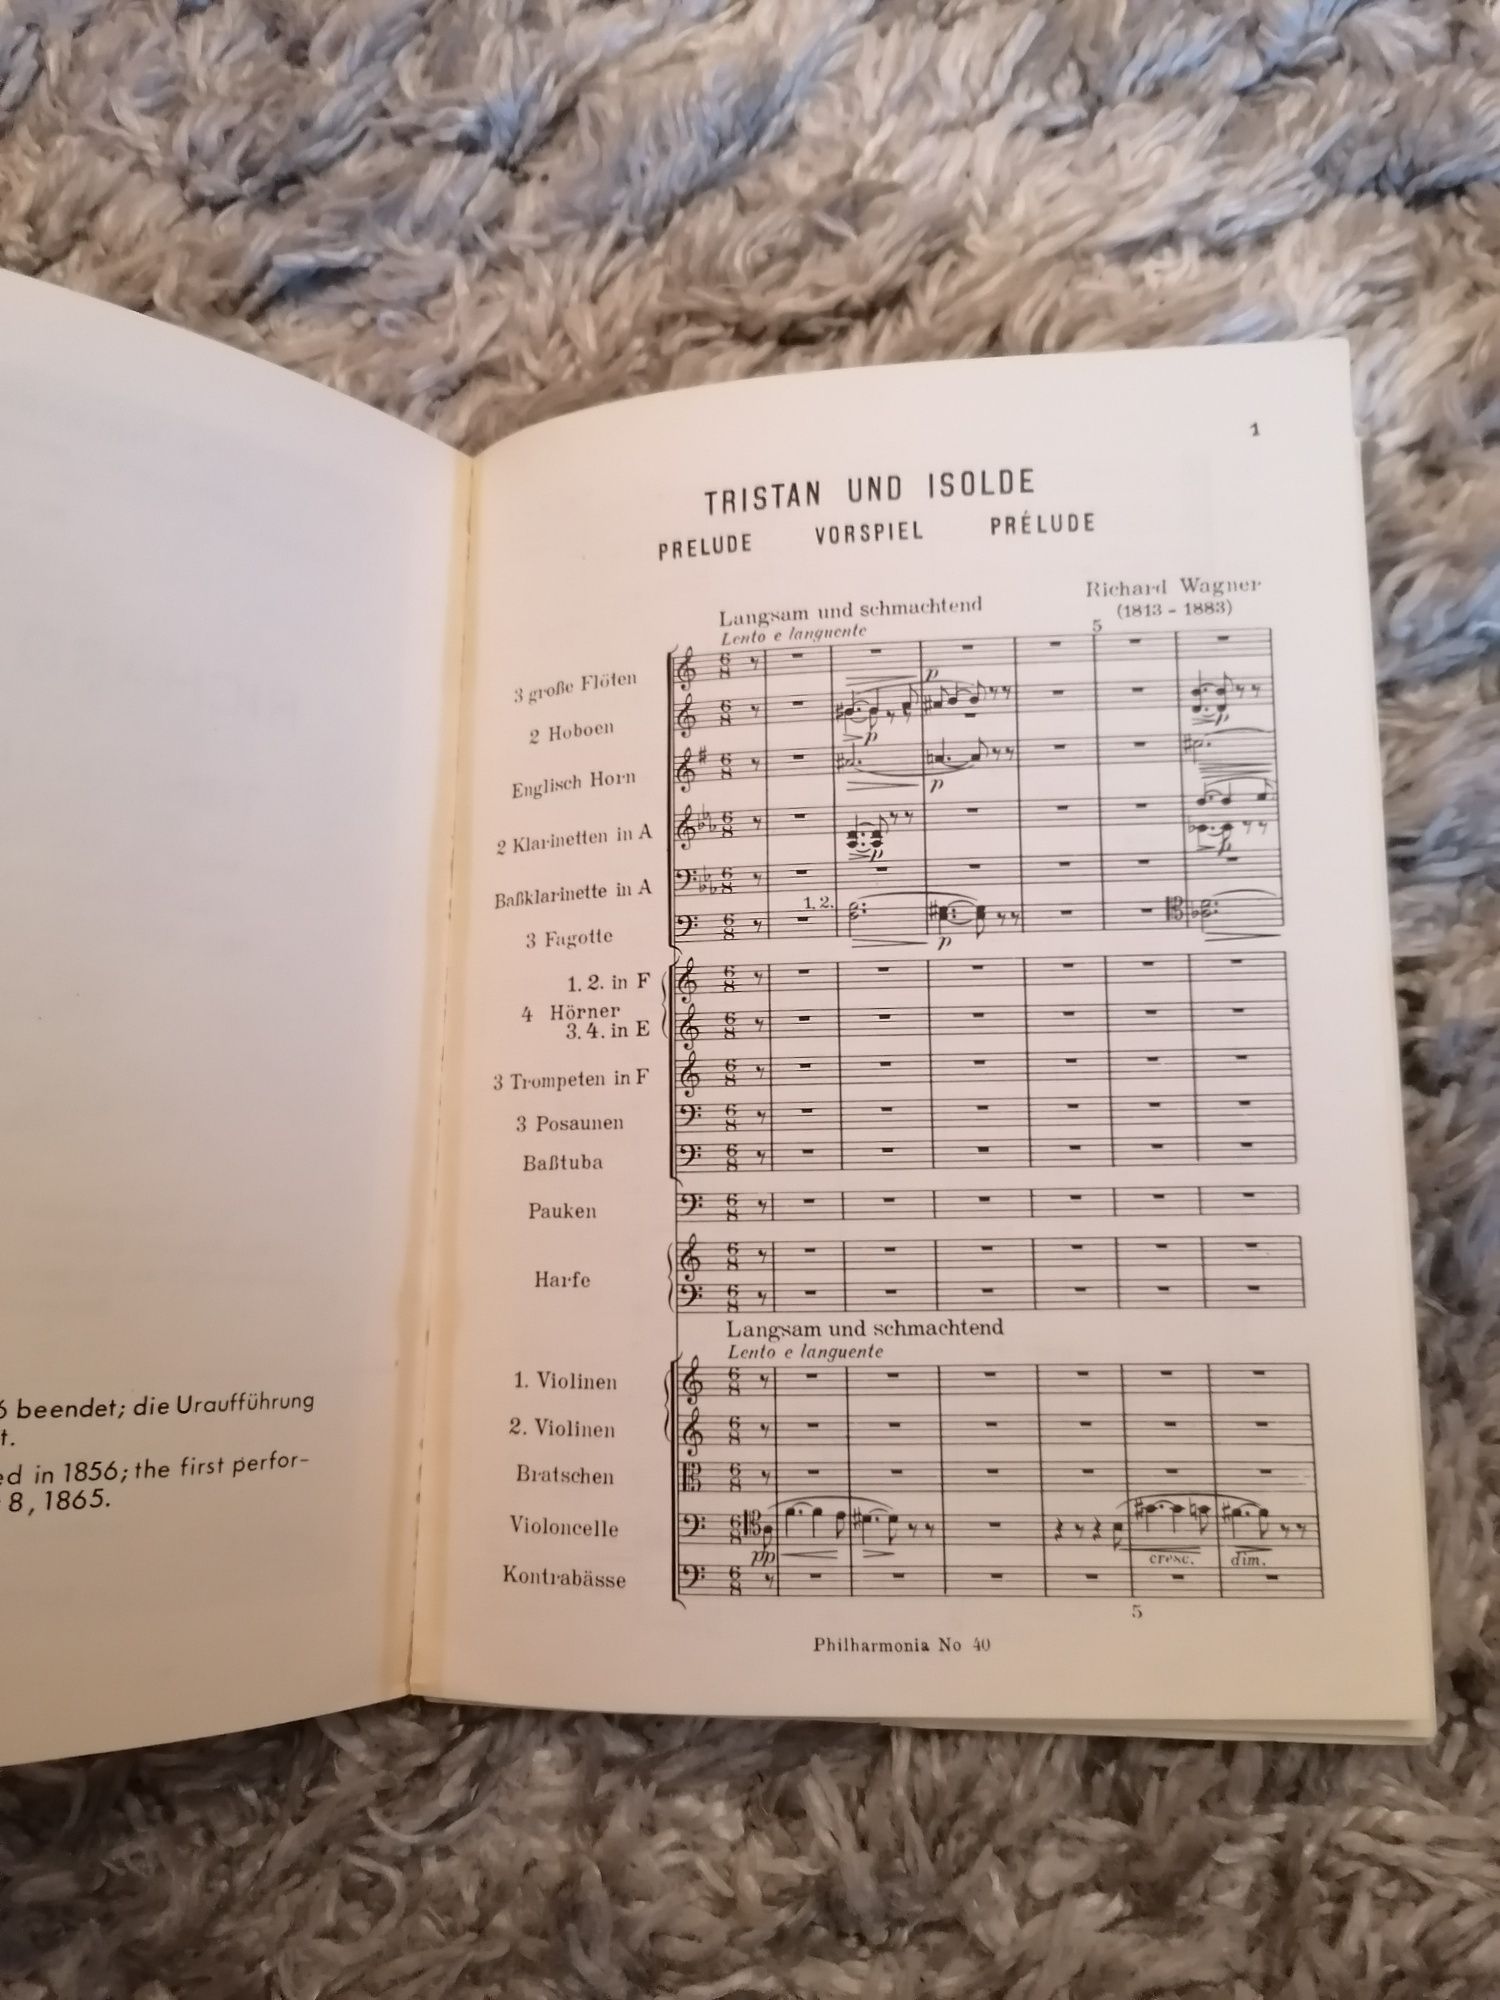 6 beendet; die Uraufführung
t.
ed in 1856; the first perfor-
8, 1865.
1
TRISTAN UND ISOLDE
PRELUDE VORSPIEL PRÉLUDE
Richard Wagner
(1813 - 1883)
Langsam und schmachtend
Lento e languente
5
3 große Flöten
p
2 Hoboen
p
Englisch Horn
p
2 Klarinetten in A
p
p
Baßklarinette in A
1. 2.
3 Fagotte
p
1. 2. in F
4 Hörner
3. 4. in E
3 Trompeten in F
3 Posaunen
Baßtuba
Pauken
Harfe
Langsam und schmachtend
Lento e languente
1. Violinen
2. Violinen
Bratschen
Violoncelle
pp cresc. dim.
Kontrabässe
5
Philharmonia No 40